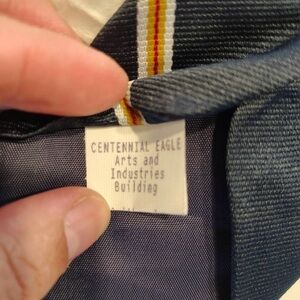 CENTENNIAL EAGLE
Arts and
Industries
Building